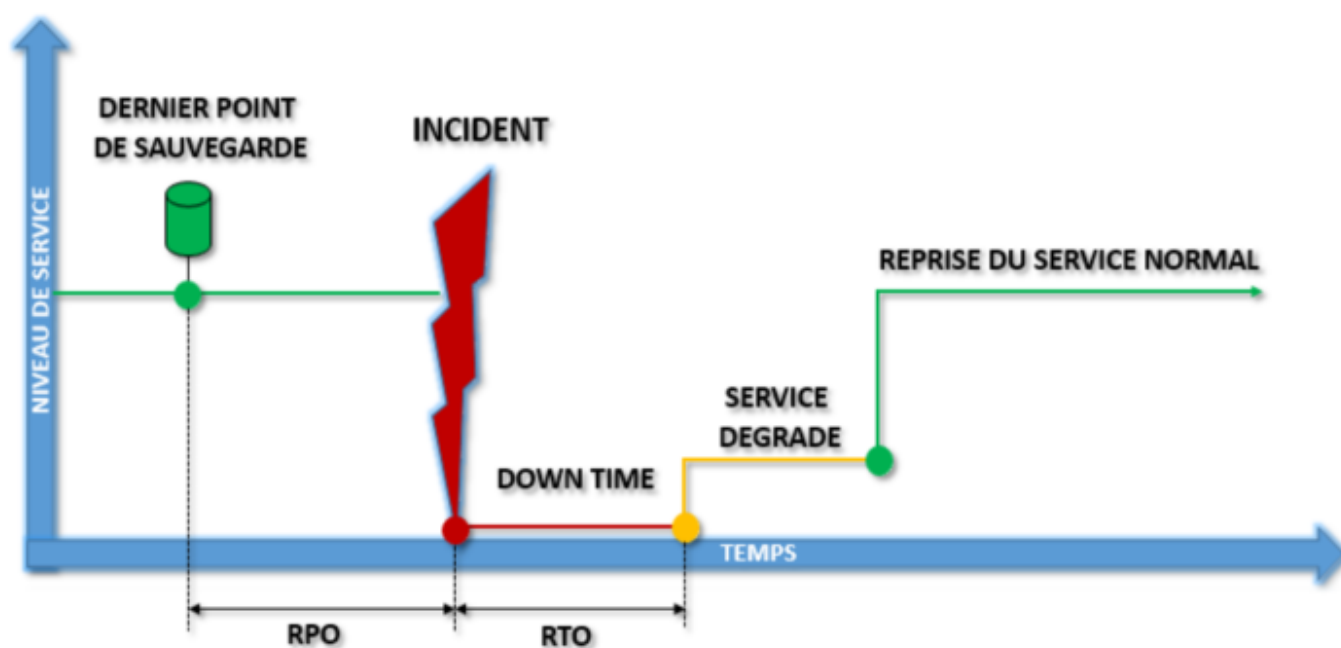 DERNIER POINT
DE SAUVEGARDE
INCIDENT
NIVEAU DE SERVICE
REPRISE DU SERVICE NORMAL
SERVICE
DEGRADE
DOWN TIME
TEMPS
RPO
RTO